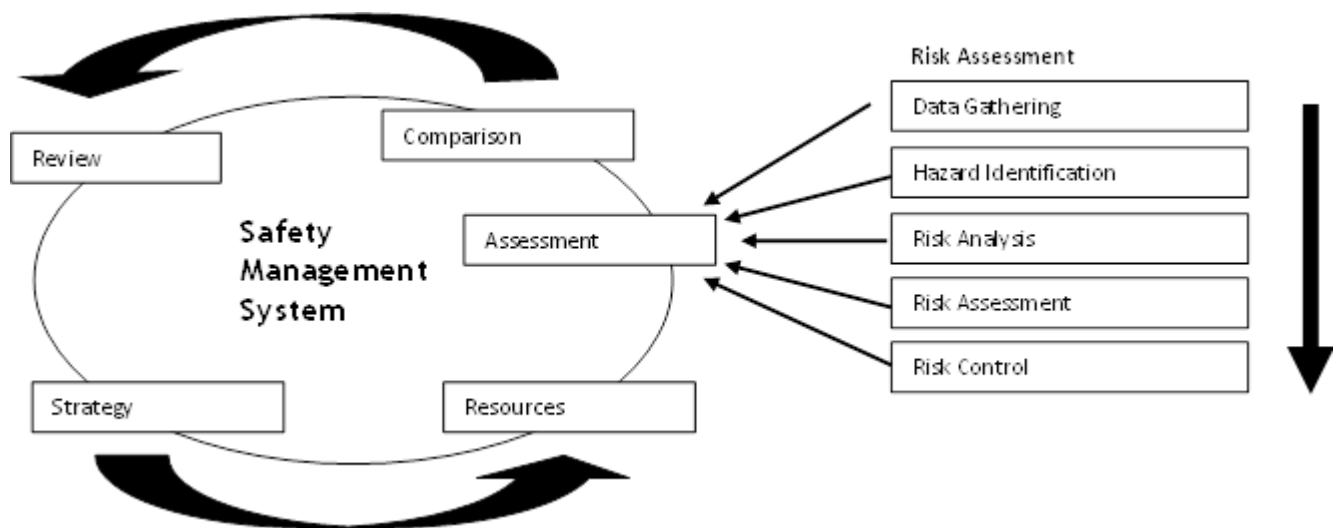 Risk Assessment
Data Gathering
Comparison
Review
Hazard Identification
Safety
Management
System
Assessment
Risk Analysis
Risk Assessment
Risk Control
Strategy
Resources